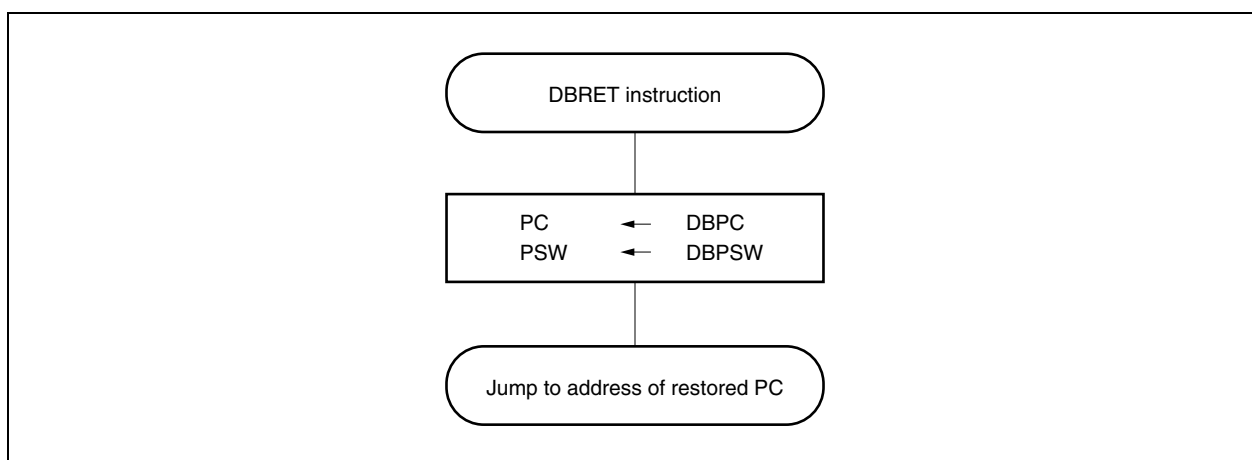 DBRET instruction
PC ← DBPC
PSW ← DBPSW
Jump to address of restored PC